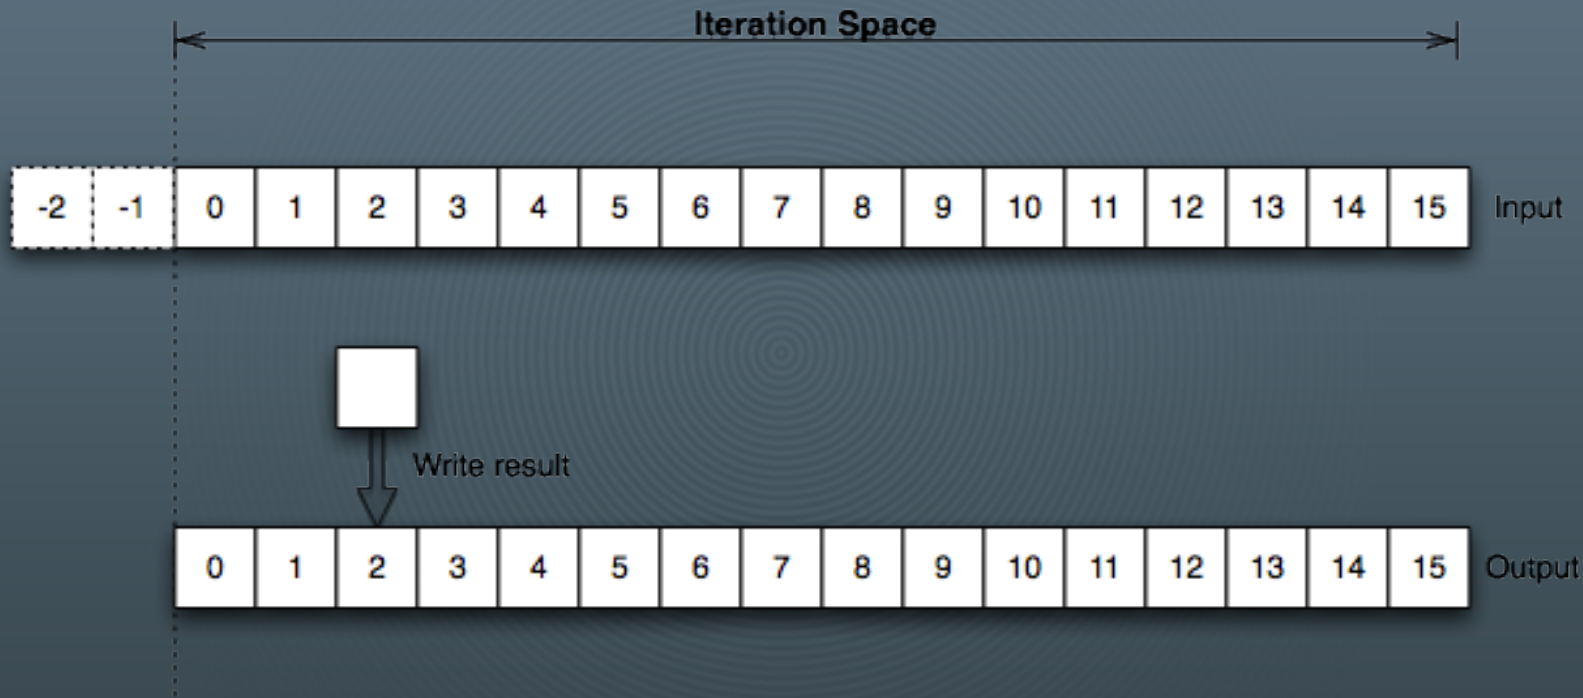 Iteration Space
-2 -1 0 1 2 3 4 5 6 7 8 9 10 11 12 13 14 15 Input
Write result
0 1 2 3 4 5 6 7 8 9 10 11 12 13 14 15 Output